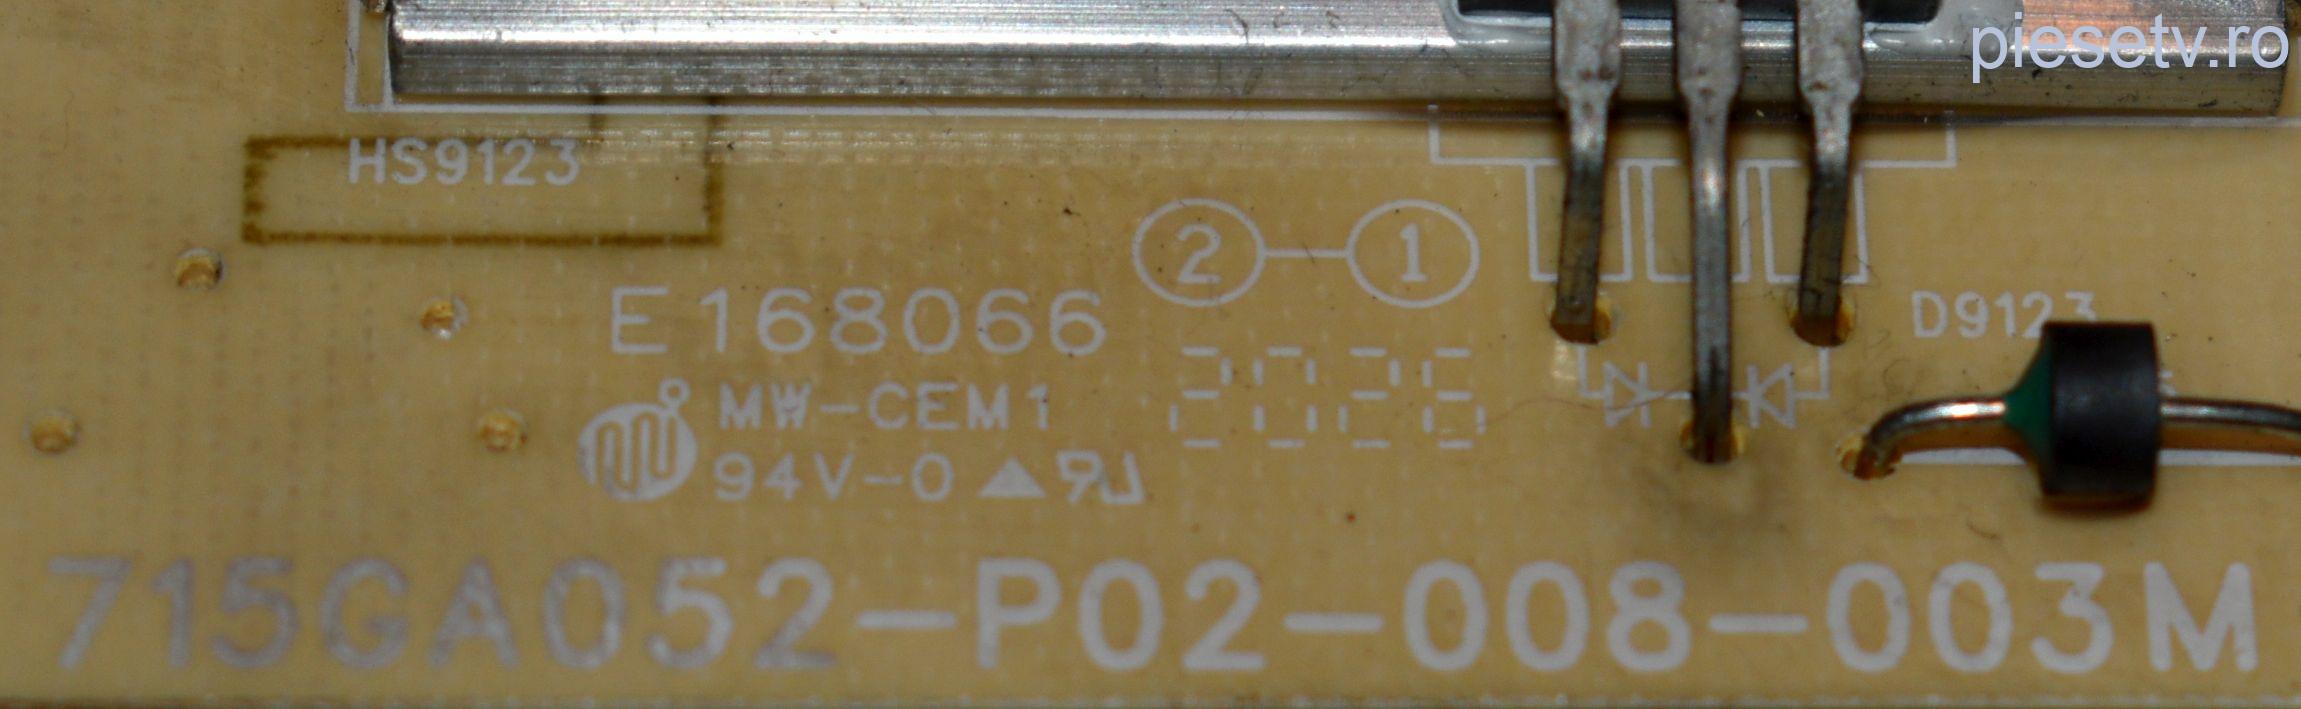 piesetv.ro
HS9123
2 1
E168066
D9123
MW-CEM1
2026
94V-0
715GA052-P02-008-003M